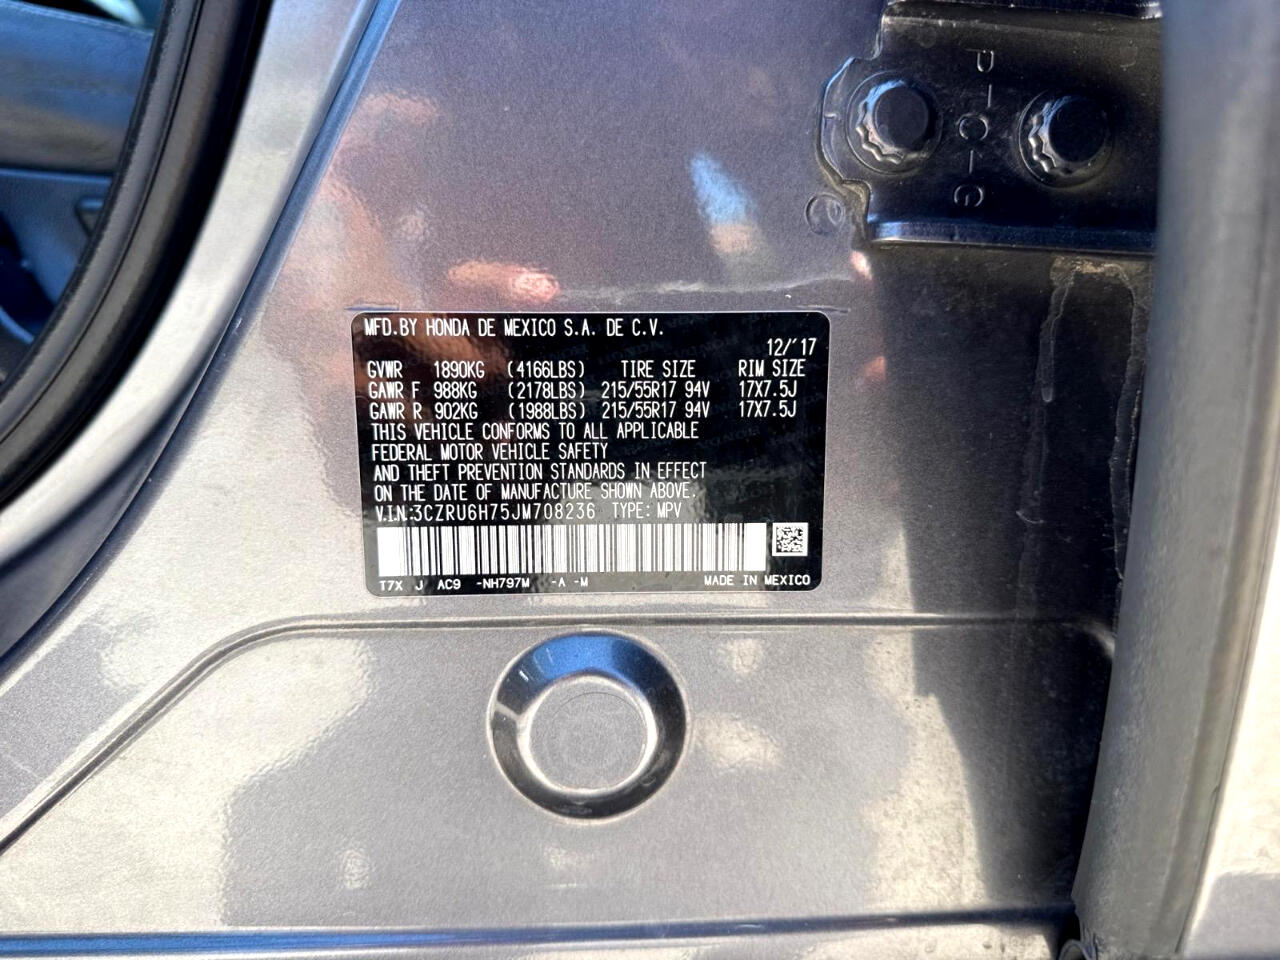 MFD.BY HONDA DE MEXICO S.A. DE C.V.
12/'17
GVWR 1890KG (4166LBS) TIRE SIZE RIM SIZE
GAWR F 988KG (2178LBS) 215/55R17 94V 17X7.5J
GAWR R 902KG (1988LBS) 215/55R17 94V 17X7.5J
THIS VEHICLE CONFORMS TO ALL APPLICABLE
FEDERAL MOTOR VEHICLE SAFETY
AND THEFT PREVENTION STANDARDS IN EFFECT
ON THE DATE OF MANUFACTURE SHOWN ABOVE.
V.I.N:3CZRU6H75JM708236 TYPE: MPV
T7X J AC9 -NH797M -A -M MADE IN MEXICO